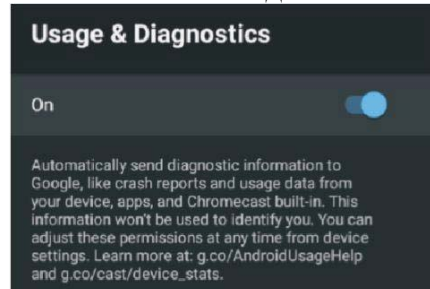 Usage & Diagnostics
On
Automatically send diagnostic information to
Google, like crash reports and usage data from
your device, apps, and Chromecast built-in. This
information won't be used to identify you. You can
adjust these permissions at any time from device
settings. Learn more at: g.co/AndroidUsageHelp
and g.co/cast/device_stats.